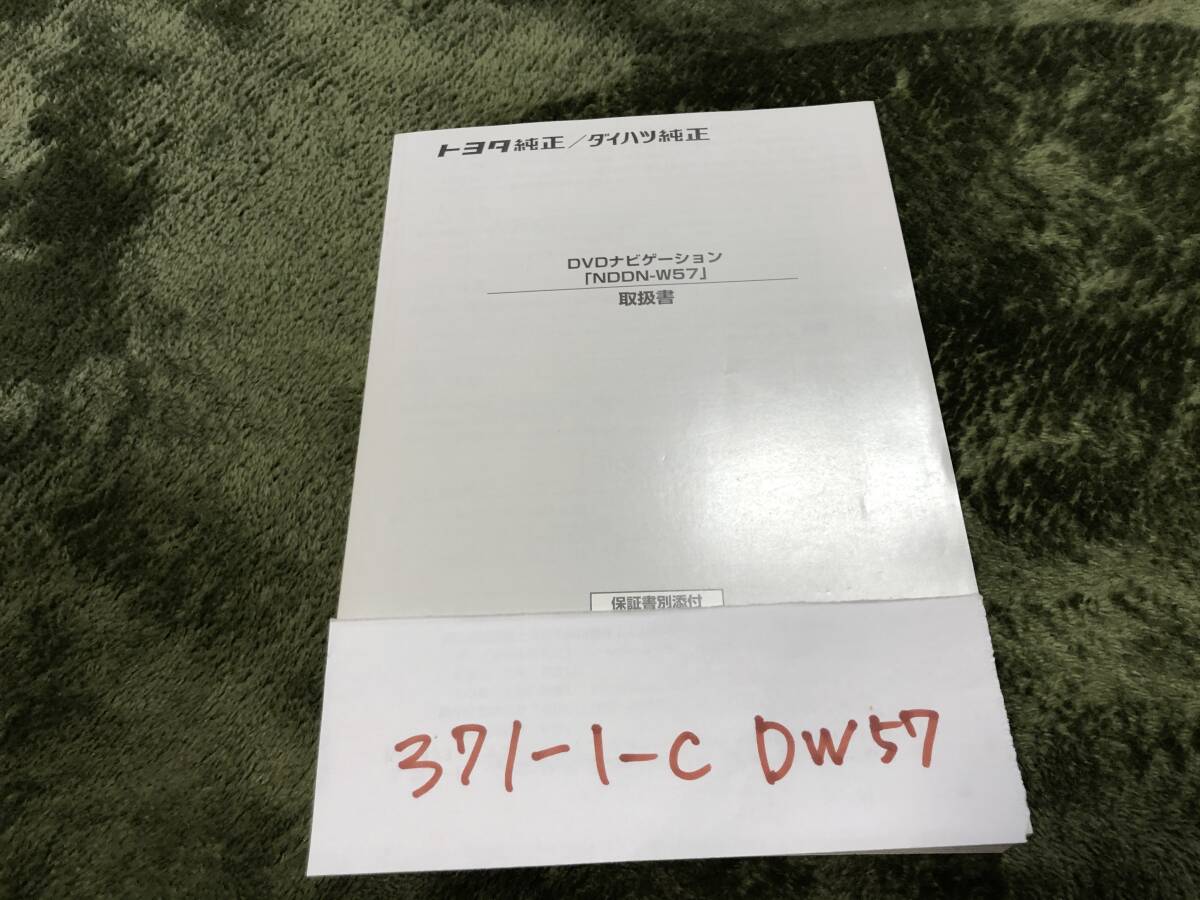 トヨタ純正／ダイハツ純正
DVDナビゲーション
「NDDN-W57」
取扱書
保証書別添付
371-1-C DW57